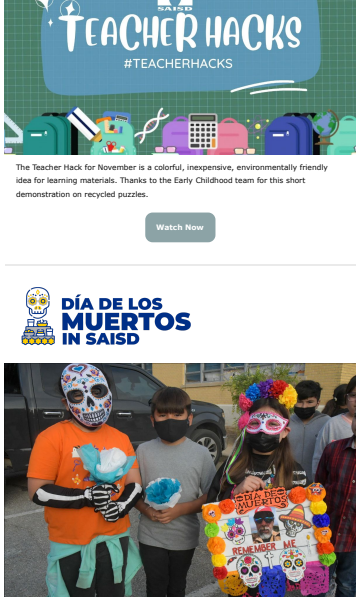 SAISD
TEACHER HACKS
#TEACHERHACKS
The Teacher Hack for November is a colorful, inexpensive, environmentally friendly
idea for learning materials. Thanks to the Early Childhood team for this short
demonstration on recycled puzzles.
Watch Now
DÍA DE LOS
MUERTOS
IN SAISD
DIA DE
MUERTOS
REMEMBER ME